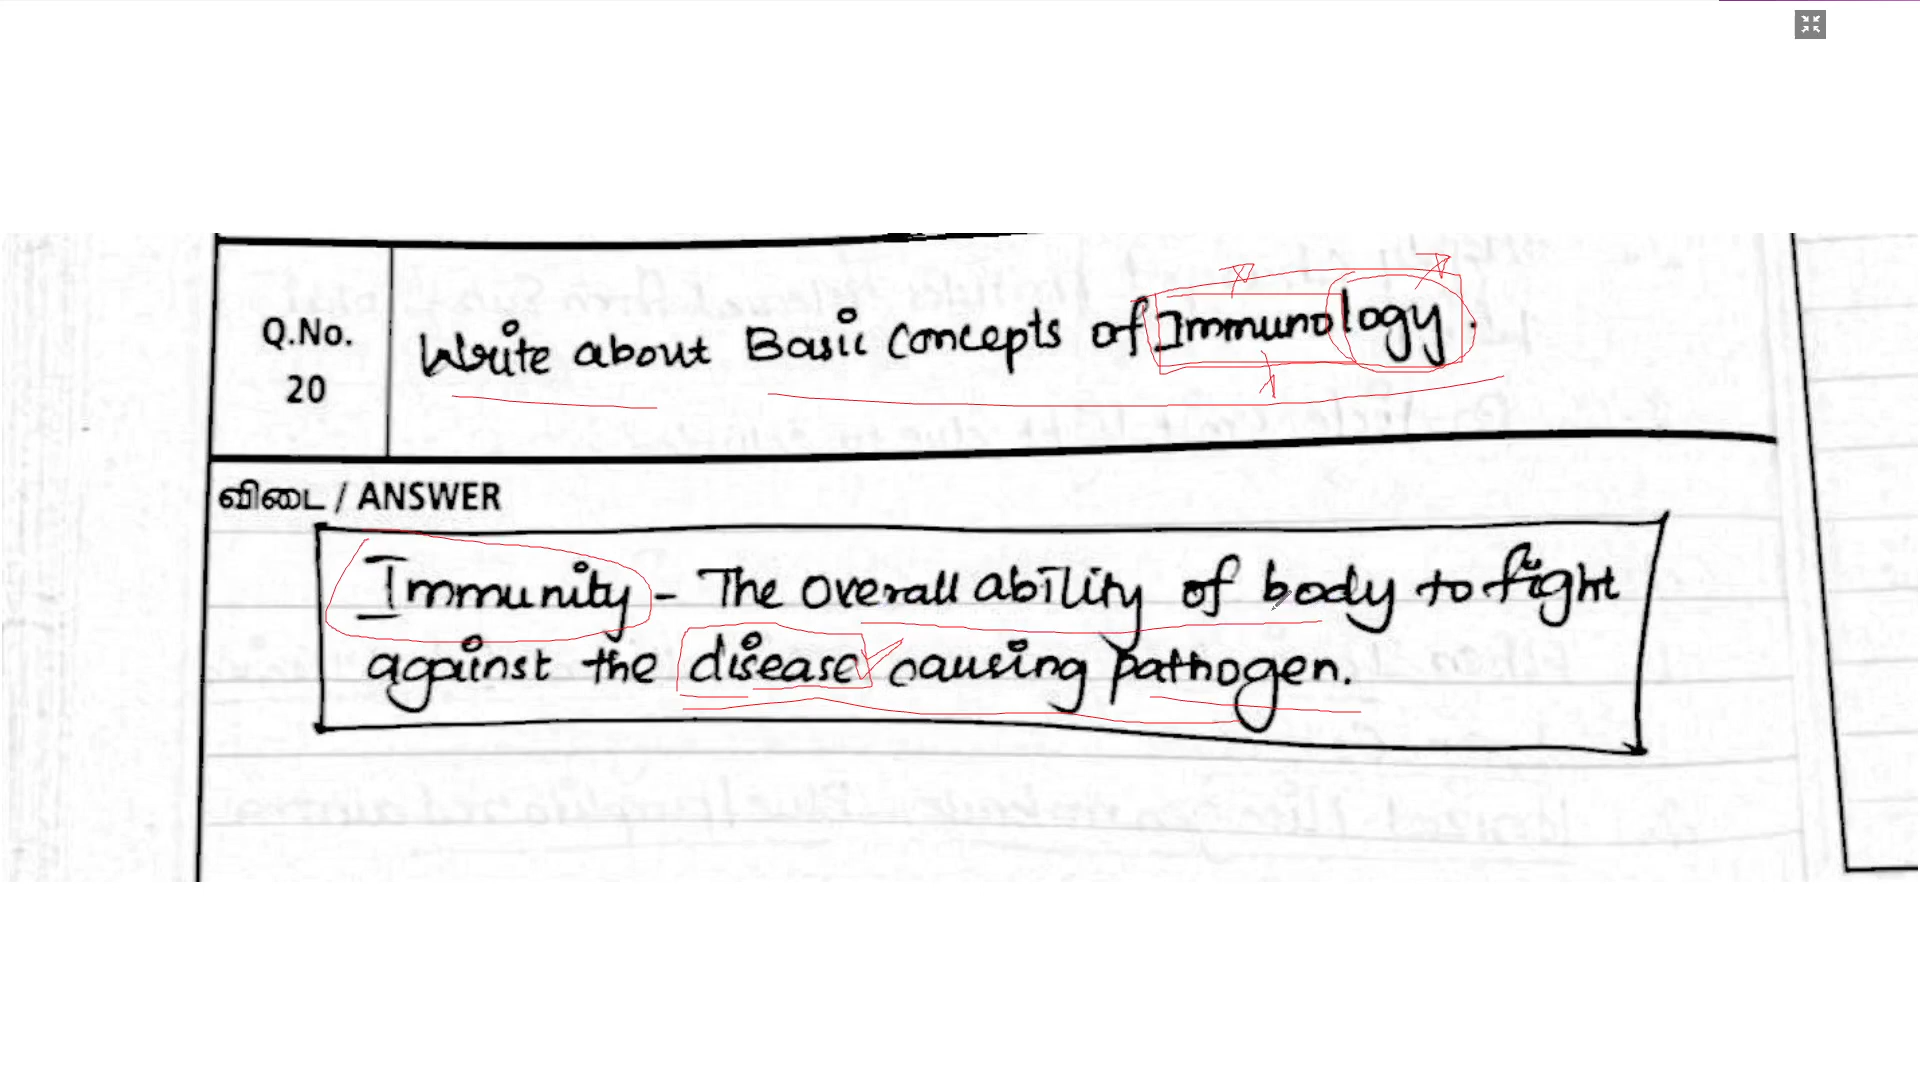 Q.No.
20
Write about Basic concepts of Immunology.
விடை / ANSWER
Immunity - The overall ability of body to fight
against the disease causing pathogen.